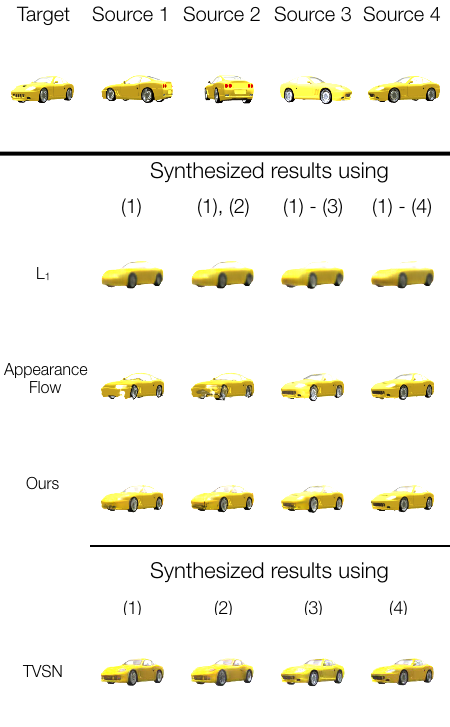 Target Source 1 Source 2 Source 3 Source 4
Synthesized results using
(1) (1), (2) (1) - (3) (1) - (4)
L₁
Appearance
Flow
Ours
Synthesized results using
(1) (2) (3) (4)
TVSN